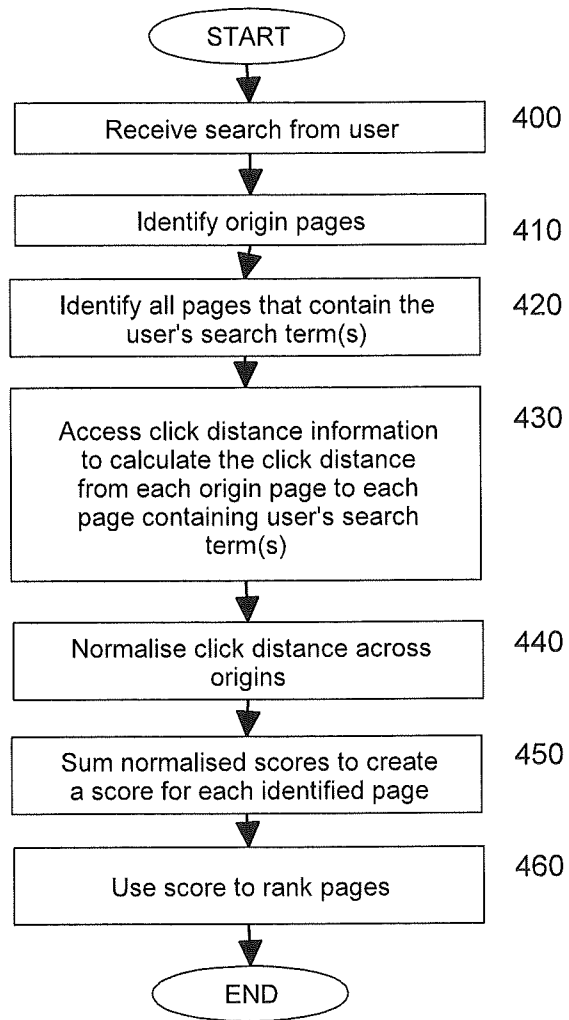 START
Receive search from user
400
Identify origin pages
410
Identify all pages that contain the
user's search term(s)
420
Access click distance information
to calculate the click distance
from each origin page to each
page containing user's search
term(s)
430
Normalise click distance across
origins
440
Sum normalised scores to create
a score for each identified page
450
Use score to rank pages
460
END